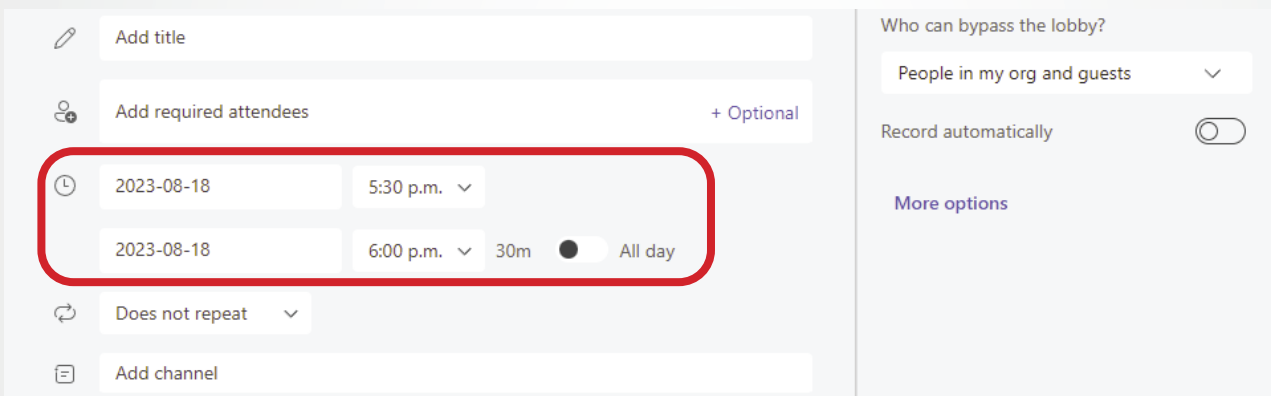 Add title
Add required attendees + Optional
2023-08-18 5:30 p.m.
2023-08-18 6:00 p.m. 30m All day
Does not repeat
Add channel
Who can bypass the lobby?
People in my org and guests
Record automatically
More options